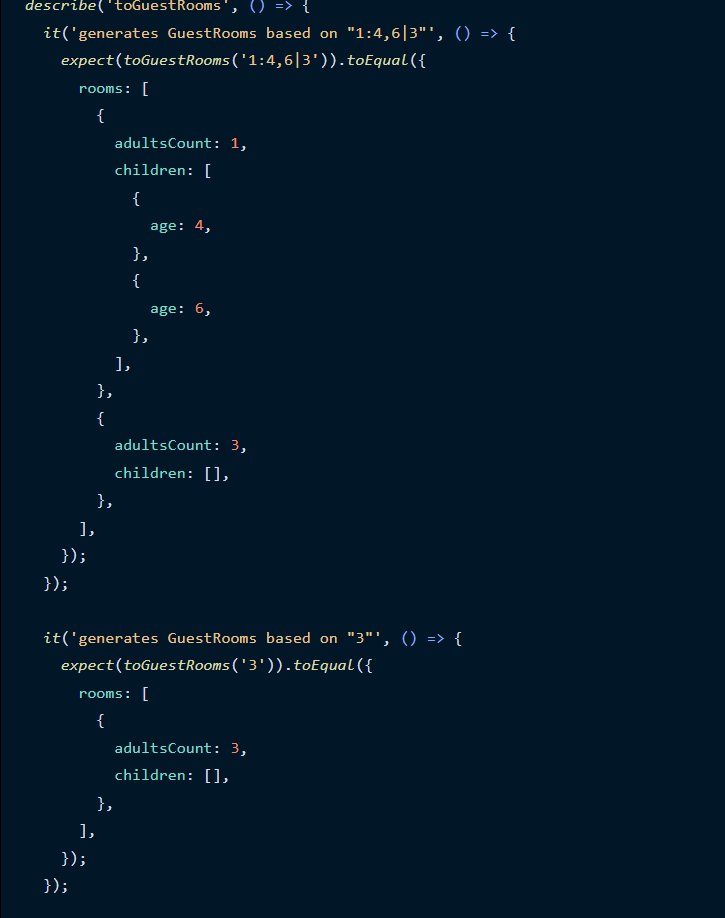 describe('toGuestRooms', () => {
  it('generates GuestRooms based on "1:4,6|3"', () => {
    expect(toGuestRooms('1:4,6|3')).toEqual({
      rooms: [
        {
          adultsCount: 1,
          children: [
            {
              age: 4,
            },
            {
              age: 6,
            },
          ],
        },
        {
          adultsCount: 3,
          children: [],
        },
      ],
    });
  });

  it('generates GuestRooms based on "3"', () => {
    expect(toGuestRooms('3')).toEqual({
      rooms: [
        {
          adultsCount: 3,
          children: [],
        },
      ],
    });
  });